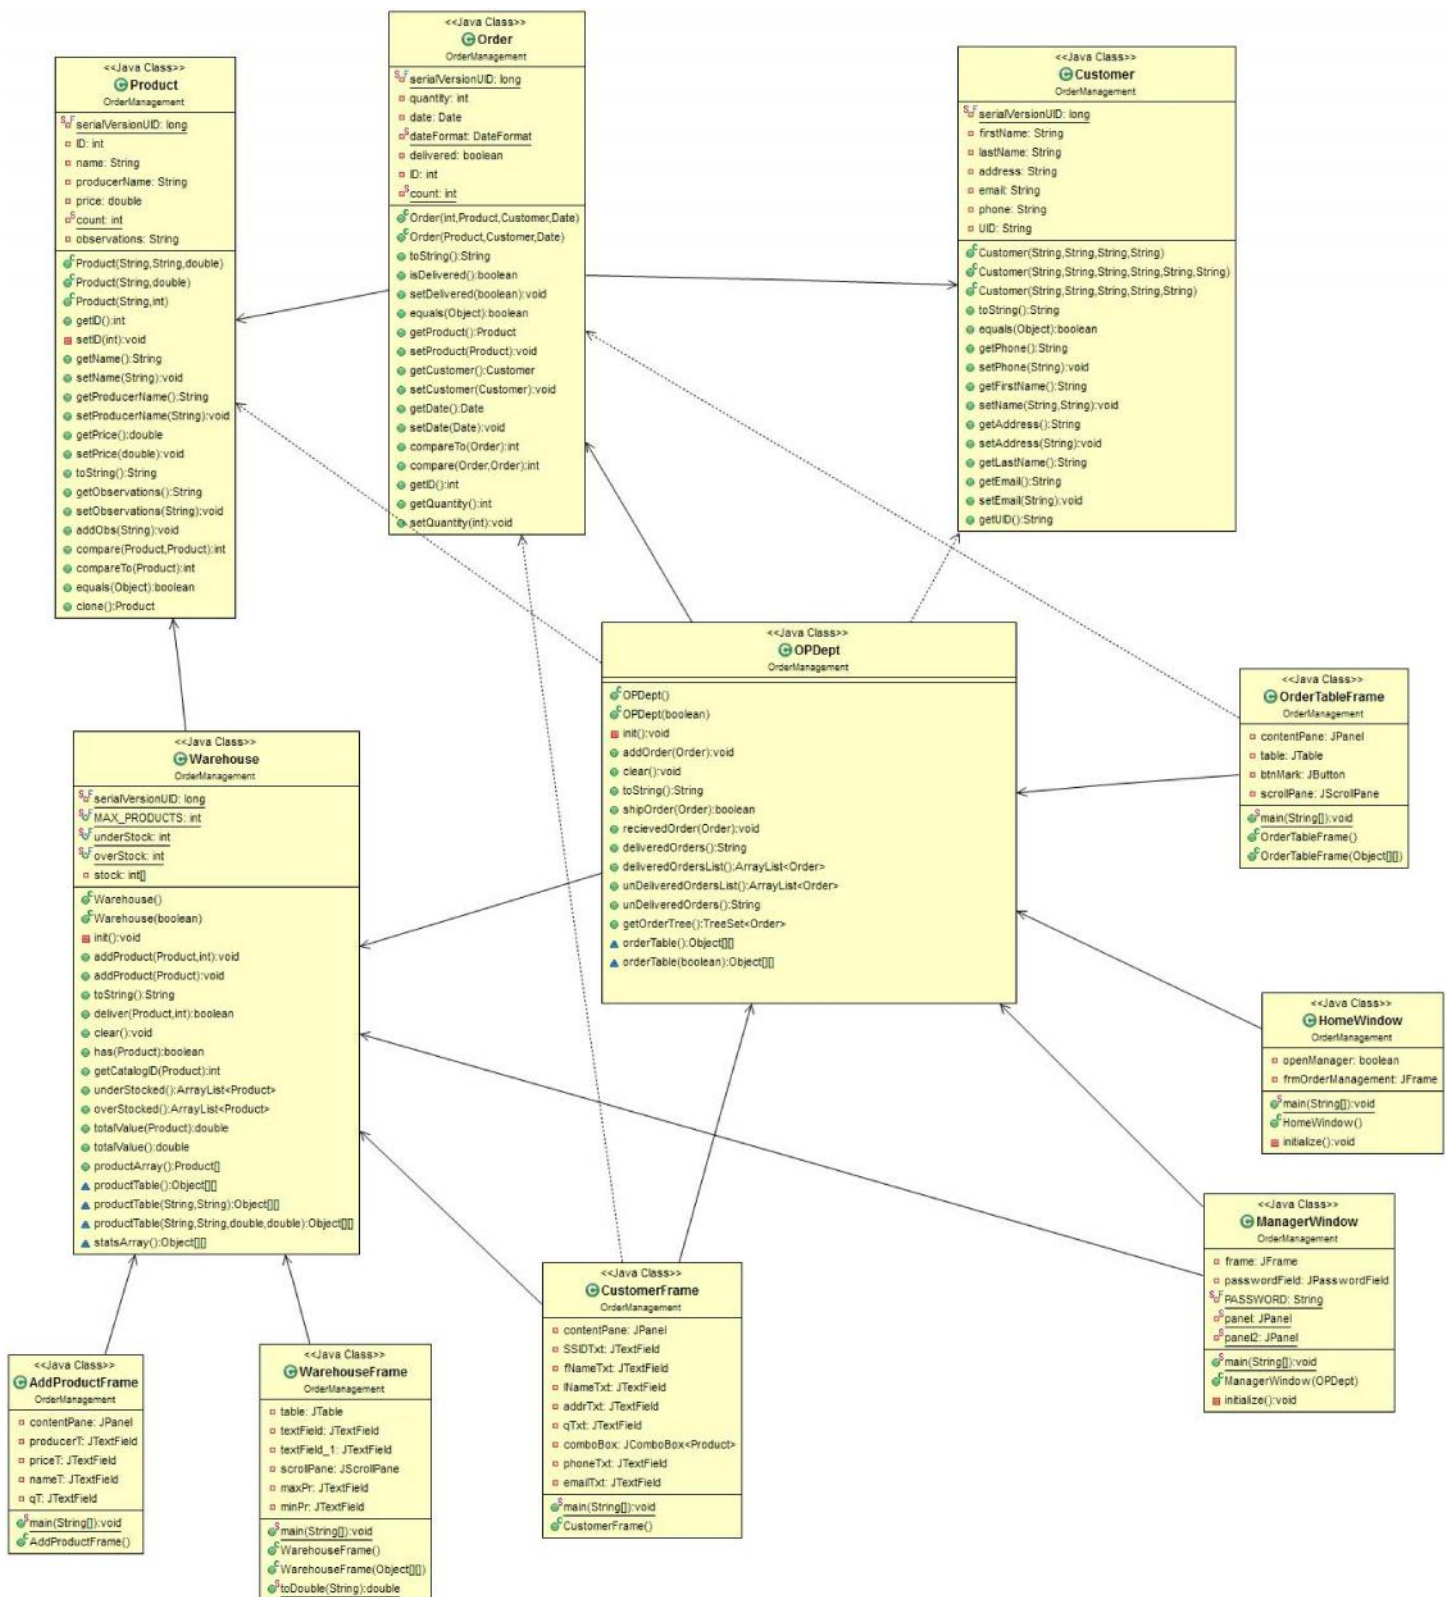 <<Java Class>>
Product
OrderManagement
serialVersionUID: long
ID: int
name: String
producerName: String
price: double
count: int
observations: String
Product(String,String,double)
Product(String,double)
Product(String,int)
getID():int
setID(int):void
getName():String
setName(String):void
getProducerName():String
setProducerName(String):void
getPrice():double
setPrice(double):void
toString():String
getObservations():String
setObservations(String):void
addObs(String):void
compare(Product,Product):int
compareTo(Product):int
equals(Object):boolean
clone():Product
<<Java Class>>
Order
OrderManagement
serialVersionUID: long
quantity: int
date: Date
dateFormat: DateFormat
delivered: boolean
ID: int
count: int
Order(int,Product,Customer,Date)
Order(Product,Customer,Date)
toString():String
isDelivered():boolean
setDelivered(boolean):void
equals(Object):boolean
getProduct():Product
setProduct(Product):void
getCustomer():Customer
setCustomer(Customer):void
getDate():Date
setDate(Date):void
compareTo(Order):int
compare(Order,Order):int
getID():int
getQuantity():int
setQuantity(int):void
<<Java Class>>
Customer
OrderManagement
serialVersionUID: long
firstName: String
lastName: String
address: String
email: String
phone: String
UID: String
Customer(String,String,String,String)
Customer(String,String,String,String,String,String)
Customer(String,String,String,String,String)
toString():String
equals(Object):boolean
getPhone():String
setPhone(String):void
getFirstName():String
setName(String,String):void
getAddress():String
setAddress(String):void
getLastName():String
getEmail():String
setEmail(String):void
getUID():String
<<Java Class>>
OPDept
OrderManagement
OPDept()
OPDept(boolean)
init():void
addOrder(Order):void
clear():void
toString():String
shipOrder(Order):boolean
recievedOrder(Order):void
deliveredOrders():String
deliveredOrdersList():ArrayList<Order>
unDeliveredOrdersList():ArrayList<Order>
unDeliveredOrders():String
getOrderTree():TreeSet<Order>
orderTable():Object[][]
orderTable(boolean):Object[][]
<<Java Class>>
OrderTableFrame
OrderManagement
contentPane: JPanel
table: JTable
btnMark: JButton
scrollPane: JScrollPane
main(String[]):void
OrderTableFrame()
OrderTableFrame(Object[][])
<<Java Class>>
Warehouse
OrderManagement
serialVersionUID: long
MAX_PRODUCTS: int
underStock: int
overStock: int
stock: int[]
Warehouse()
Warehouse(boolean)
init():void
addProduct(Product,int):void
addProduct(Product):void
toString():String
deliver(Product,int):boolean
clear():void
has(Product):boolean
getCatalogID(Product):int
underStocked():ArrayList<Product>
overStocked():ArrayList<Product>
totalValue(Product):double
totalValue():double
productArray():Product[]
productTable():Object[][]
productTable(String,String):Object[][]
productTable(String,String,double,double):Object[][]
statsArray():Object[][]
<<Java Class>>
HomeWindow
OrderManagement
openManager: boolean
frmOrderManagement: JFrame
main(String[]):void
HomeWindow()
initialize():void
<<Java Class>>
ManagerWindow
OrderManagement
frame: JFrame
passwordField: JPasswordField
PASSWORD: String
panel: JPanel
panel2: JPanel
main(String[]):void
ManagerWindow(OPDept)
initialize():void
<<Java Class>>
AddProductFrame
OrderManagement
contentPane: JPanel
producerT: JTextField
priceT: JTextField
nameT: JTextField
qT: JTextField
main(String[]):void
AddProductFrame()
<<Java Class>>
WarehouseFrame
OrderManagement
table: JTable
textField: JTextField
textField_1: JTextField
scrollPane: JScrollPane
maxPr: JTextField
minPr: JTextField
main(String[]):void
WarehouseFrame()
WarehouseFrame(Object[][])
toDouble(String):double
<<Java Class>>
CustomerFrame
OrderManagement
contentPane: JPanel
SSIDTxt: JTextField
fNameTxt: JTextField
lNameTxt: JTextField
addrTxt: JTextField
qTxt: JTextField
comboBox: JComboBox<Product>
phoneTxt: JTextField
emailTxt: JTextField
main(String[]):void
CustomerFrame()